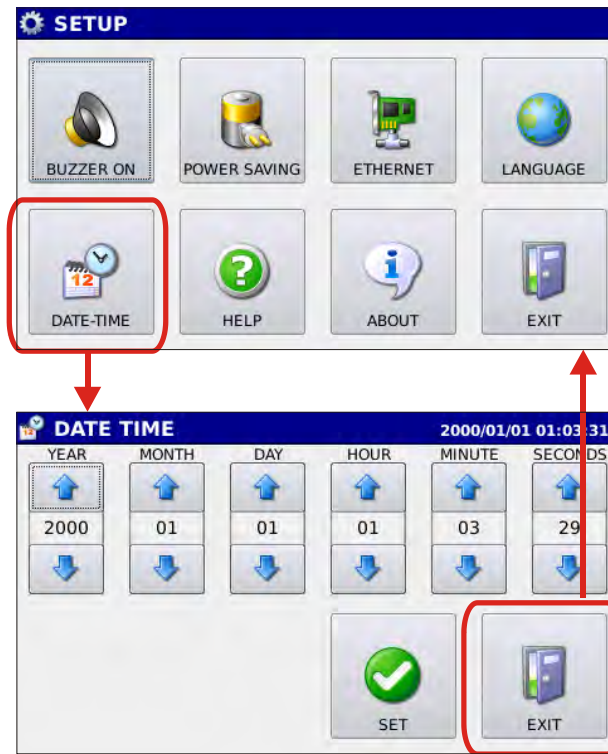 SETUP
BUZZER ON POWER SAVING ETHERNET LANGUAGE
12
DATE-TIME HELP ABOUT EXIT
DATE TIME 2000/01/01 01:03:31
YEAR MONTH DAY HOUR MINUTE SECONDS
2000 01 01 01 03 29
SET EXIT